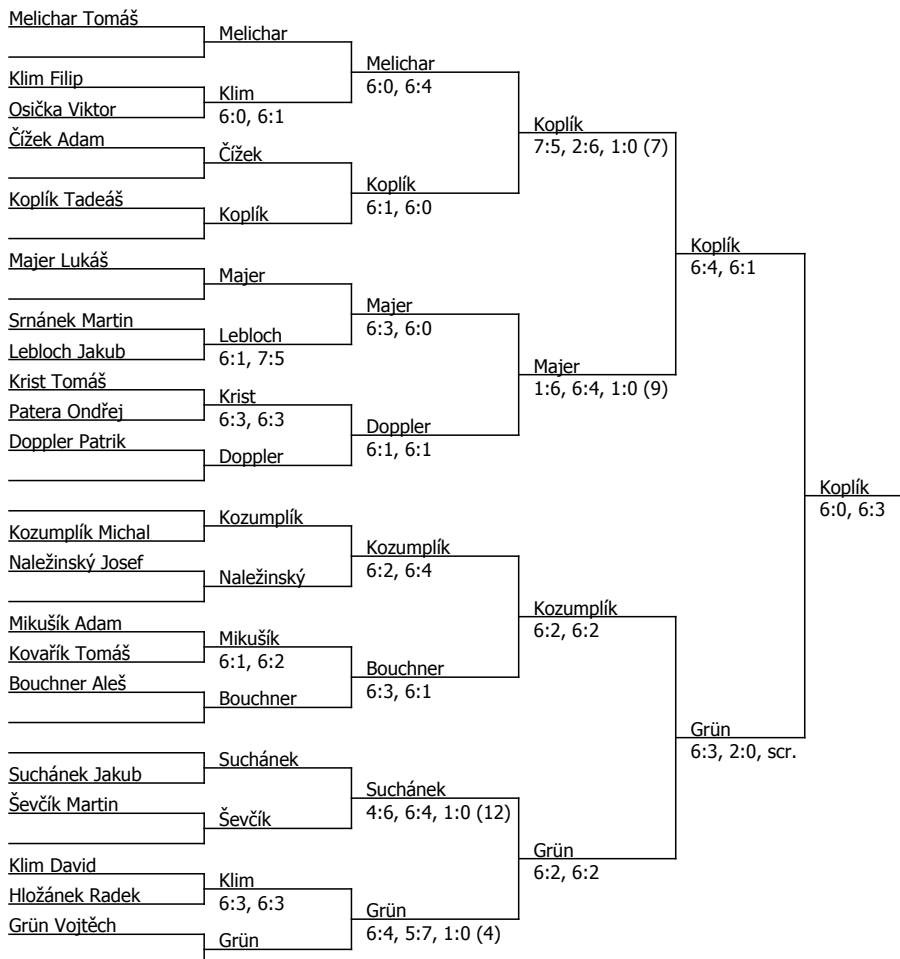 Melichar Tomáš
Melichar
Melichar
6:0, 6:4
Klim Filip
Klim
6:0, 6:1
Osička Viktor
Koplík
7:5, 2:6, 1:0 (7)
Čížek Adam
Čížek
Koplík
6:1, 6:0
Koplík Tadeáš
Koplík
Koplík
6:4, 6:1
Majer Lukáš
Majer
Majer
6:3, 6:0
Srnánek Martin
Lebloch
6:1, 7:5
Lebloch Jakub
Majer
1:6, 6:4, 1:0 (9)
Krist Tomáš
Krist
6:3, 6:3
Patera Ondřej
Doppler
6:1, 6:1
Doppler Patrik
Doppler
Koplík
6:0, 6:3
Kozumplík
Kozumplík Michal
Kozumplík
6:2, 6:4
Naležinský Josef
Naležinský
Kozumplík
6:2, 6:2
Mikušík Adam
Mikušík
6:1, 6:2
Kovařík Tomáš
Bouchner
6:3, 6:1
Bouchner Aleš
Bouchner
Grün
6:3, 2:0, scr.
Suchánek
Suchánek Jakub
Suchánek
4:6, 6:4, 1:0 (12)
Ševčík Martin
Ševčík
Grün
6:2, 6:2
Klim David
Klim
6:3, 6:3
Hložánek Radek
Grün
6:4, 5:7, 1:0 (4)
Grün Vojtěch
Grün